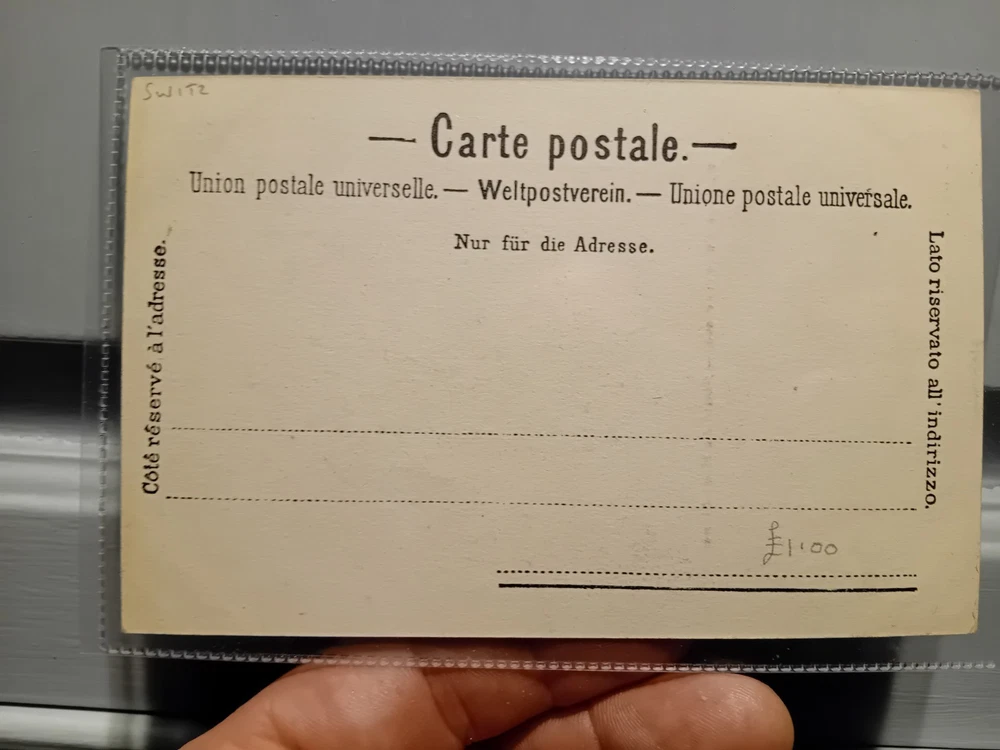 SWITZ
— Carte postale. —
Union postale universelle. — Weltpostverein. — Unione postale universale.
Nur für die Adresse.
Côté réservé à l'adresse.
Lato riservato all' indirizzo.
£1.00